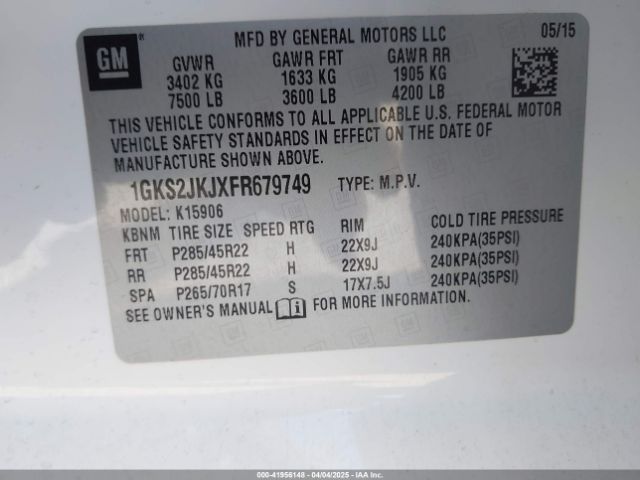 GM
MFD BY GENERAL MOTORS LLC 05/15
GVWR GAWR FRT GAWR RR
3402 KG 1633 KG 1905 KG
7500 LB 3600 LB 4200 LB
THIS VEHICLE CONFORMS TO ALL APPLICABLE U.S. FEDERAL MOTOR
VEHICLE SAFETY STANDARDS IN EFFECT ON THE DATE OF
MANUFACTURE SHOWN ABOVE.
1GKS2JKJXFR679749 TYPE: M.P.V.
MODEL: K15906
KBNM TIRE SIZE SPEED RTG RIM COLD TIRE PRESSURE
FRT P285/45R22 H 22X9J 240KPA(35PSI)
RR P285/45R22 H 22X9J 240KPA(35PSI)
SPA P265/70R17 S 17X7.5J 240KPA(35PSI)
SEE OWNER'S MANUAL i FOR MORE INFORMATION.
000-41956148 - 04/04/2025 - IAAI.com